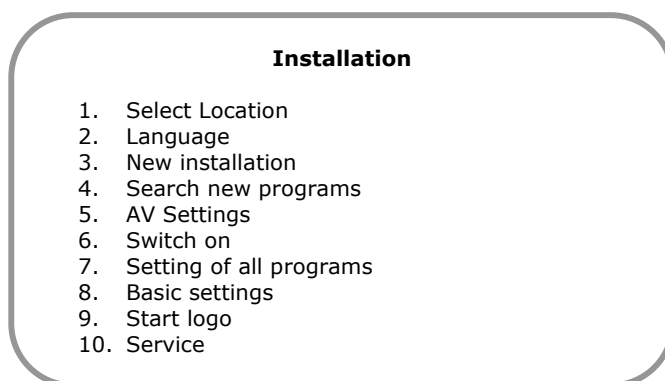 Installation
1. Select Location
2. Language
3. New installation
4. Search new programs
5. AV Settings
6. Switch on
7. Setting of all programs
8. Basic settings
9. Start logo
10. Service